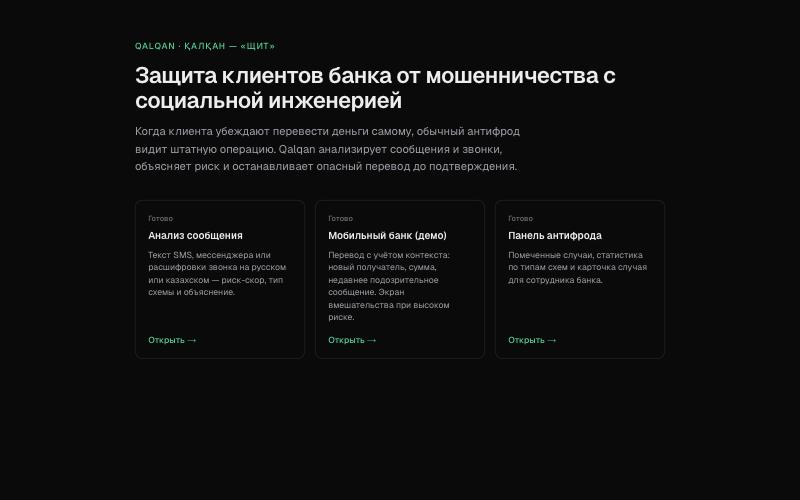 QALQAN · ҚАЛҚАН — «ЩИТ»
Защита клиентов банка от мошенничества с
социальной инженерией
Когда клиента убеждают перевести деньги самому, обычный антифрод
видит штатную операцию. Qalqan анализирует сообщения и звонки,
объясняет риск и останавливает опасный перевод до подтверждения.
Готово
Анализ сообщения
Текст SMS, мессенджера или
расшифровки звонка на русском
или казахском — риск-скор, тип
схемы и объяснение.
Открыть →
Готово
Мобильный банк (демо)
Перевод с учётом контекста:
новый получатель, сумма,
недавнее подозрительное
сообщение. Экран
вмешательства при высоком
риске.
Открыть →
Готово
Панель антифрода
Помеченные случаи, статистика
по типам схем и карточка случая
для сотрудника банка.
Открыть →